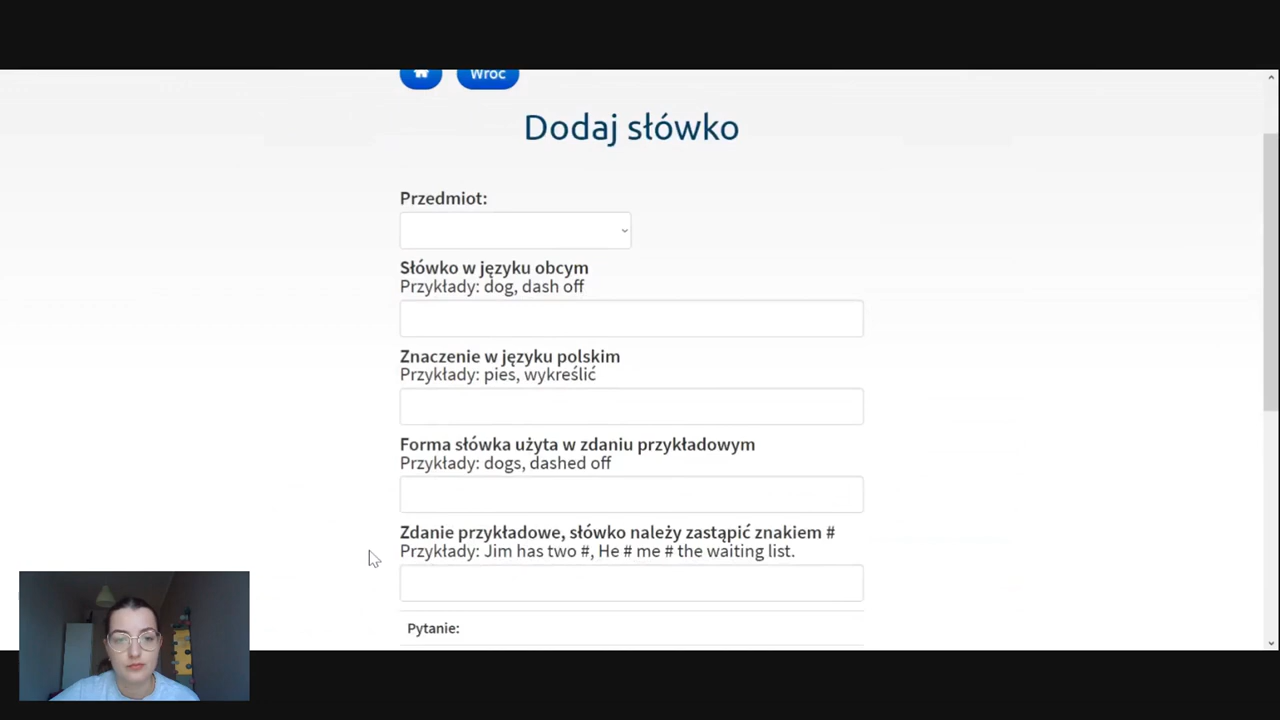 Wróć
Dodaj słówko
Przedmiot:
Słówko w języku obcym
Przykłady: dog, dash off
Znaczenie w języku polskim
Przykłady: pies, wykreślić
Forma słówka użyta w zdaniu przykładowym
Przykłady: dogs, dashed off
Zdanie przykładowe, słówko należy zastąpić znakiem #
Przykłady: Jim has two #, He # me # the waiting list.
Pytanie: